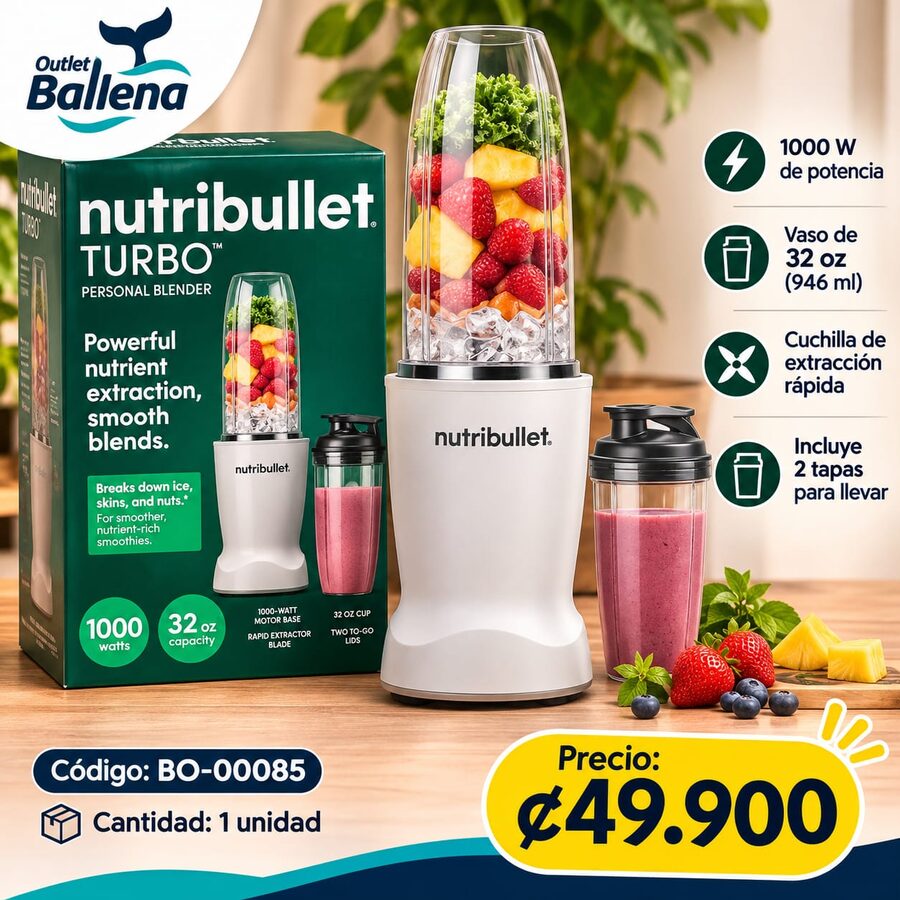 Outlet
Ballena
nutribullet.
nutribullet
TURBO
nutribullet®
TURBO™
PERSONAL BLENDER
Powerful
nutrient
extraction,
smooth
blends.
Breaks down ice,
skins, and nuts.*
For smoother,
nutrient-rich
smoothies.
nutribullet.
1000
watts
32 oz
capacity
1000-WATT
MOTOR BASE
RAPID EXTRACTOR
BLADE
32 OZ CUP
TWO TO-GO
LIDS
nutribullet.
1000 W
de potencia
Vaso de
32 oz
(946 ml)
Cuchilla de
extracción
rápida
Incluye
2 tapas
para llevar
Código: BO-00085
Cantidad: 1 unidad
Precio:
₡49.900